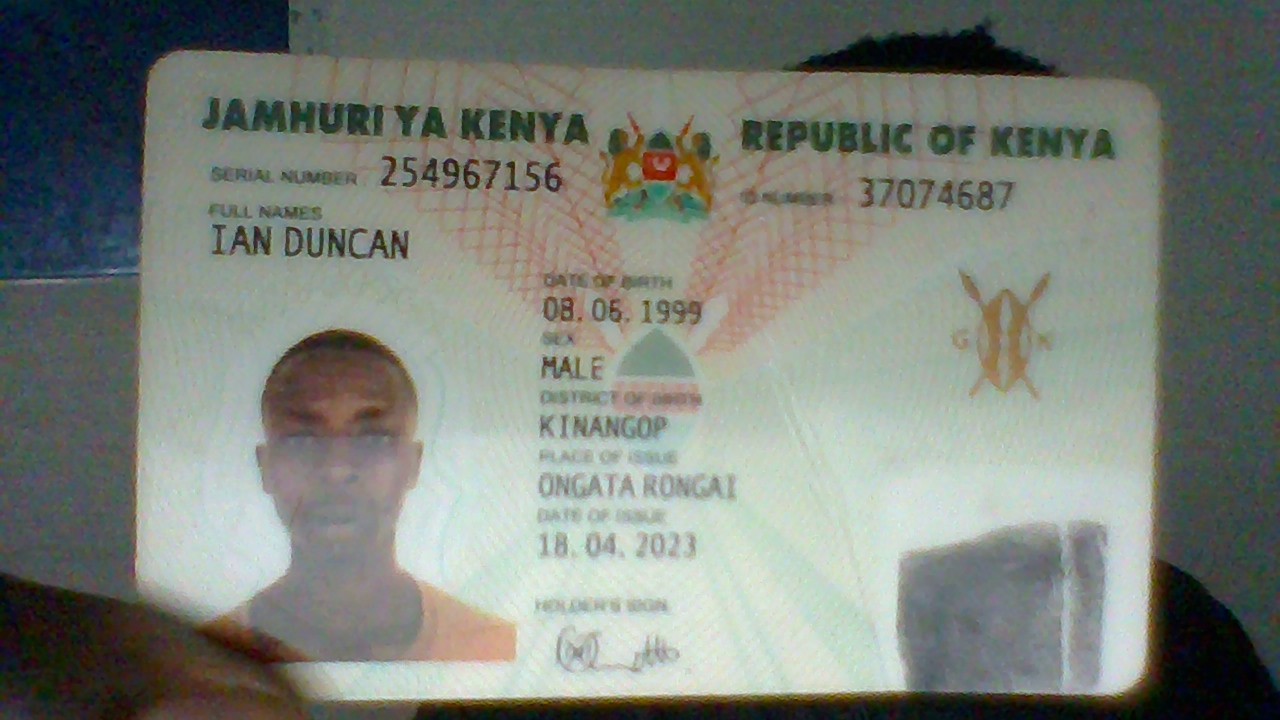 JAMHURI YA KENYA
REPUBLIC OF KENYA
SERIAL NUMBER 254967156
ID NUMBER 37074687
FULL NAMES
IAN DUNCAN
DATE OF BIRTH
08. 06. 1999
SEX
MALE
DISTRICT OF BIRTH
KINANGOP
PLACE OF ISSUE
ONGATA RONGAI
DATE OF ISSUE
18. 04. 2023
HOLDER'S SIGN.
G K